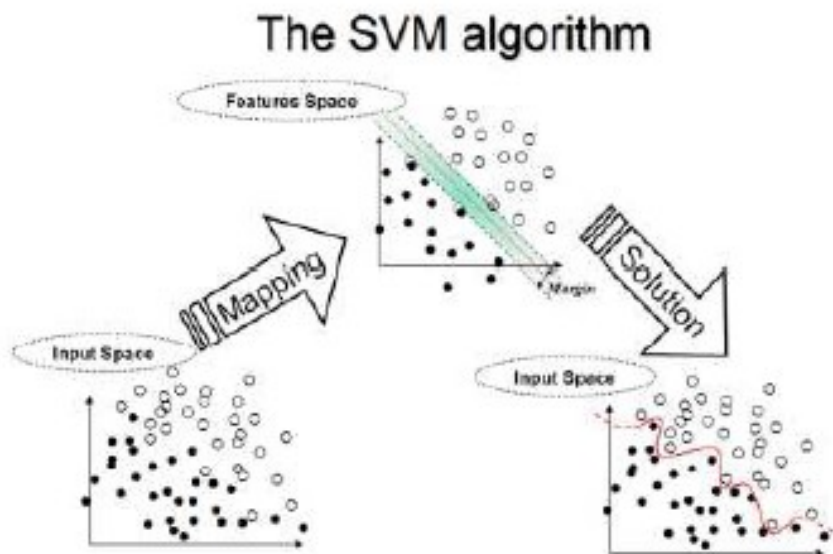 The SVM algorithm
Features Space
Margin
Mapping
Solution
Input Space
Input Space